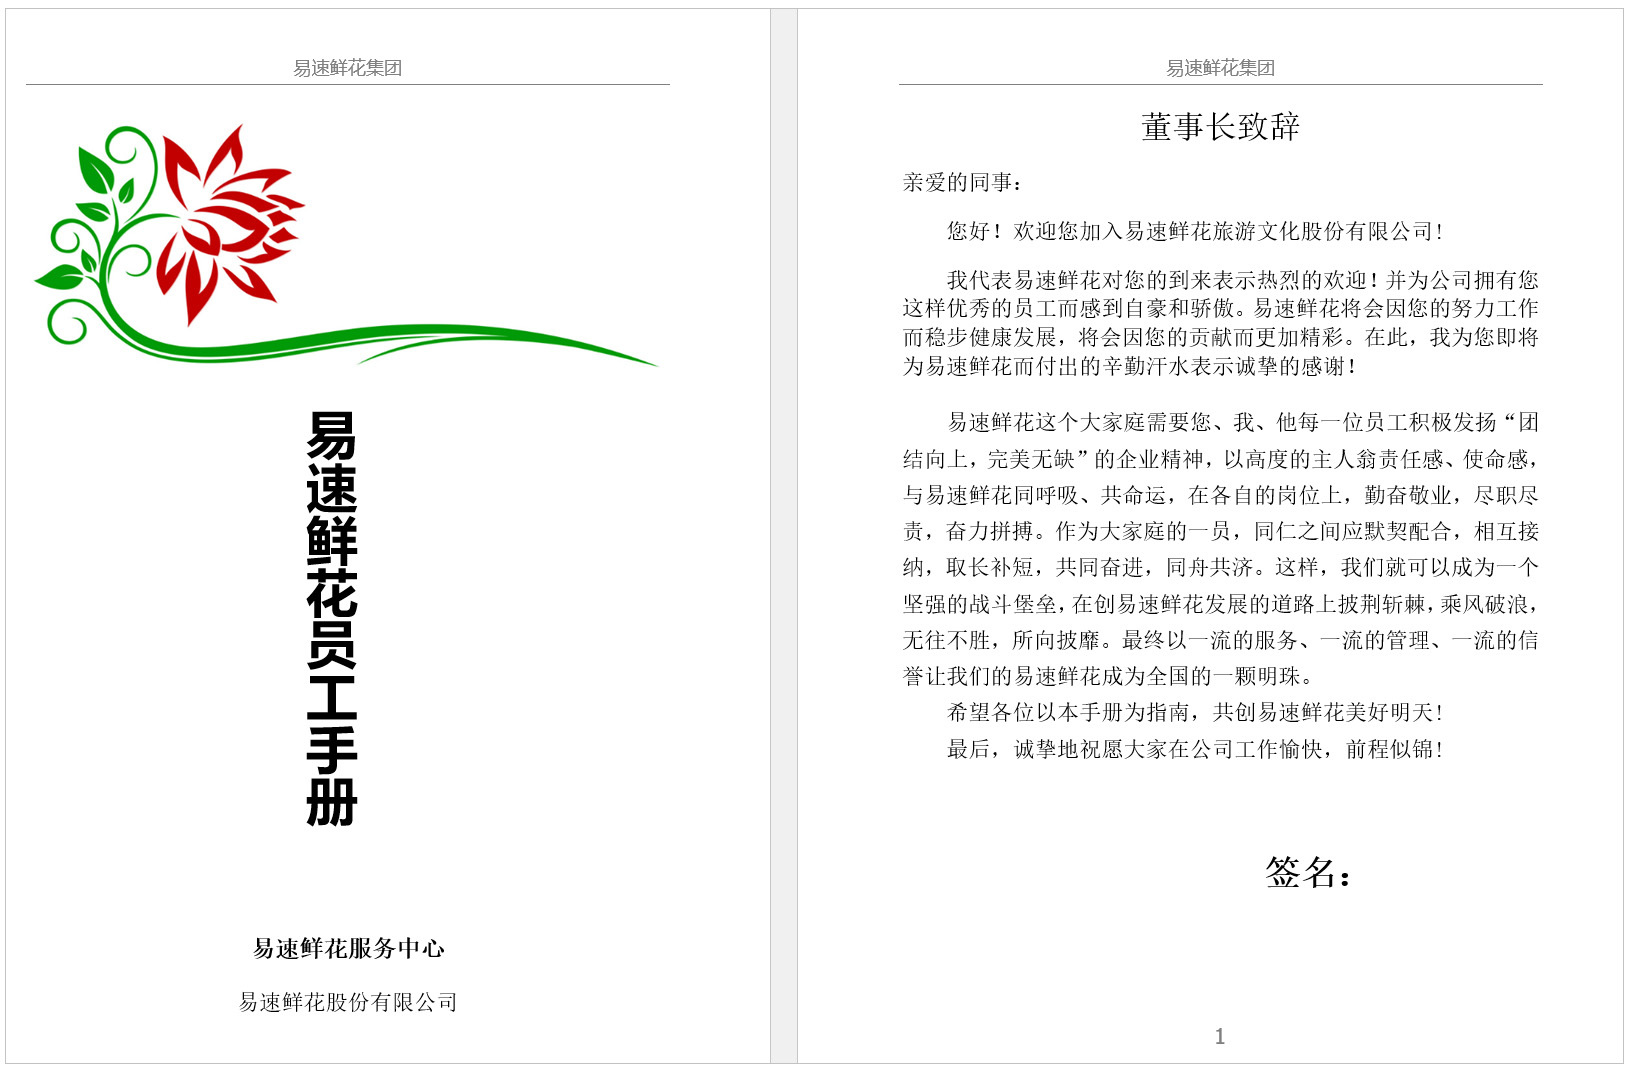 易速鲜花集团
易速鲜花员工手册
易速鲜花服务中心
易速鲜花股份有限公司
易速鲜花集团
董事长致辞
亲爱的同事：
您好！欢迎您加入易速鲜花旅游文化股份有限公司！
我代表易速鲜花对您的到来表示热烈的欢迎！并为公司拥有您
这样优秀的员工而感到自豪和骄傲。易速鲜花将会因您的努力工作
而稳步健康发展，将会因您的贡献而更加精彩。在此，我为您即将
为易速鲜花而付出的辛勤汗水表示诚挚的感谢！
易速鲜花这个大家庭需要您、我、他每一位员工积极发扬“团
结向上，完美无缺”的企业精神，以高度的主人翁责任感、使命感，
与易速鲜花同呼吸、共命运，在各自的岗位上，勤奋敬业，尽职尽
责，奋力拼搏。作为大家庭的一员，同仁之间应默契配合，相互接
纳，取长补短，共同奋进，同舟共济。这样，我们就可以成为一个
坚强的战斗堡垒，在创易速鲜花发展的道路上披荆斩棘，乘风破浪，
无往不胜，所向披靡。最终以一流的服务、一流的管理、一流的信
誉让我们的易速鲜花成为全国的一颗明珠。
希望各位以本手册为指南，共创易速鲜花美好明天！
最后，诚挚地祝愿大家在公司工作愉快，前程似锦！
签名：
1